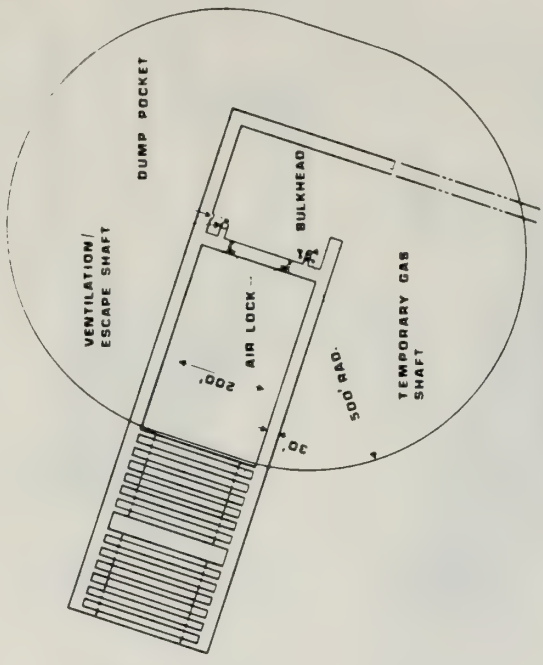 VENTILATION/
ESCAPE SHAFT
DUMP POCKET
200'
AIR LOCK
BULKHEAD
30'
500' RAD.
TEMPORARY GAS
SHAFT